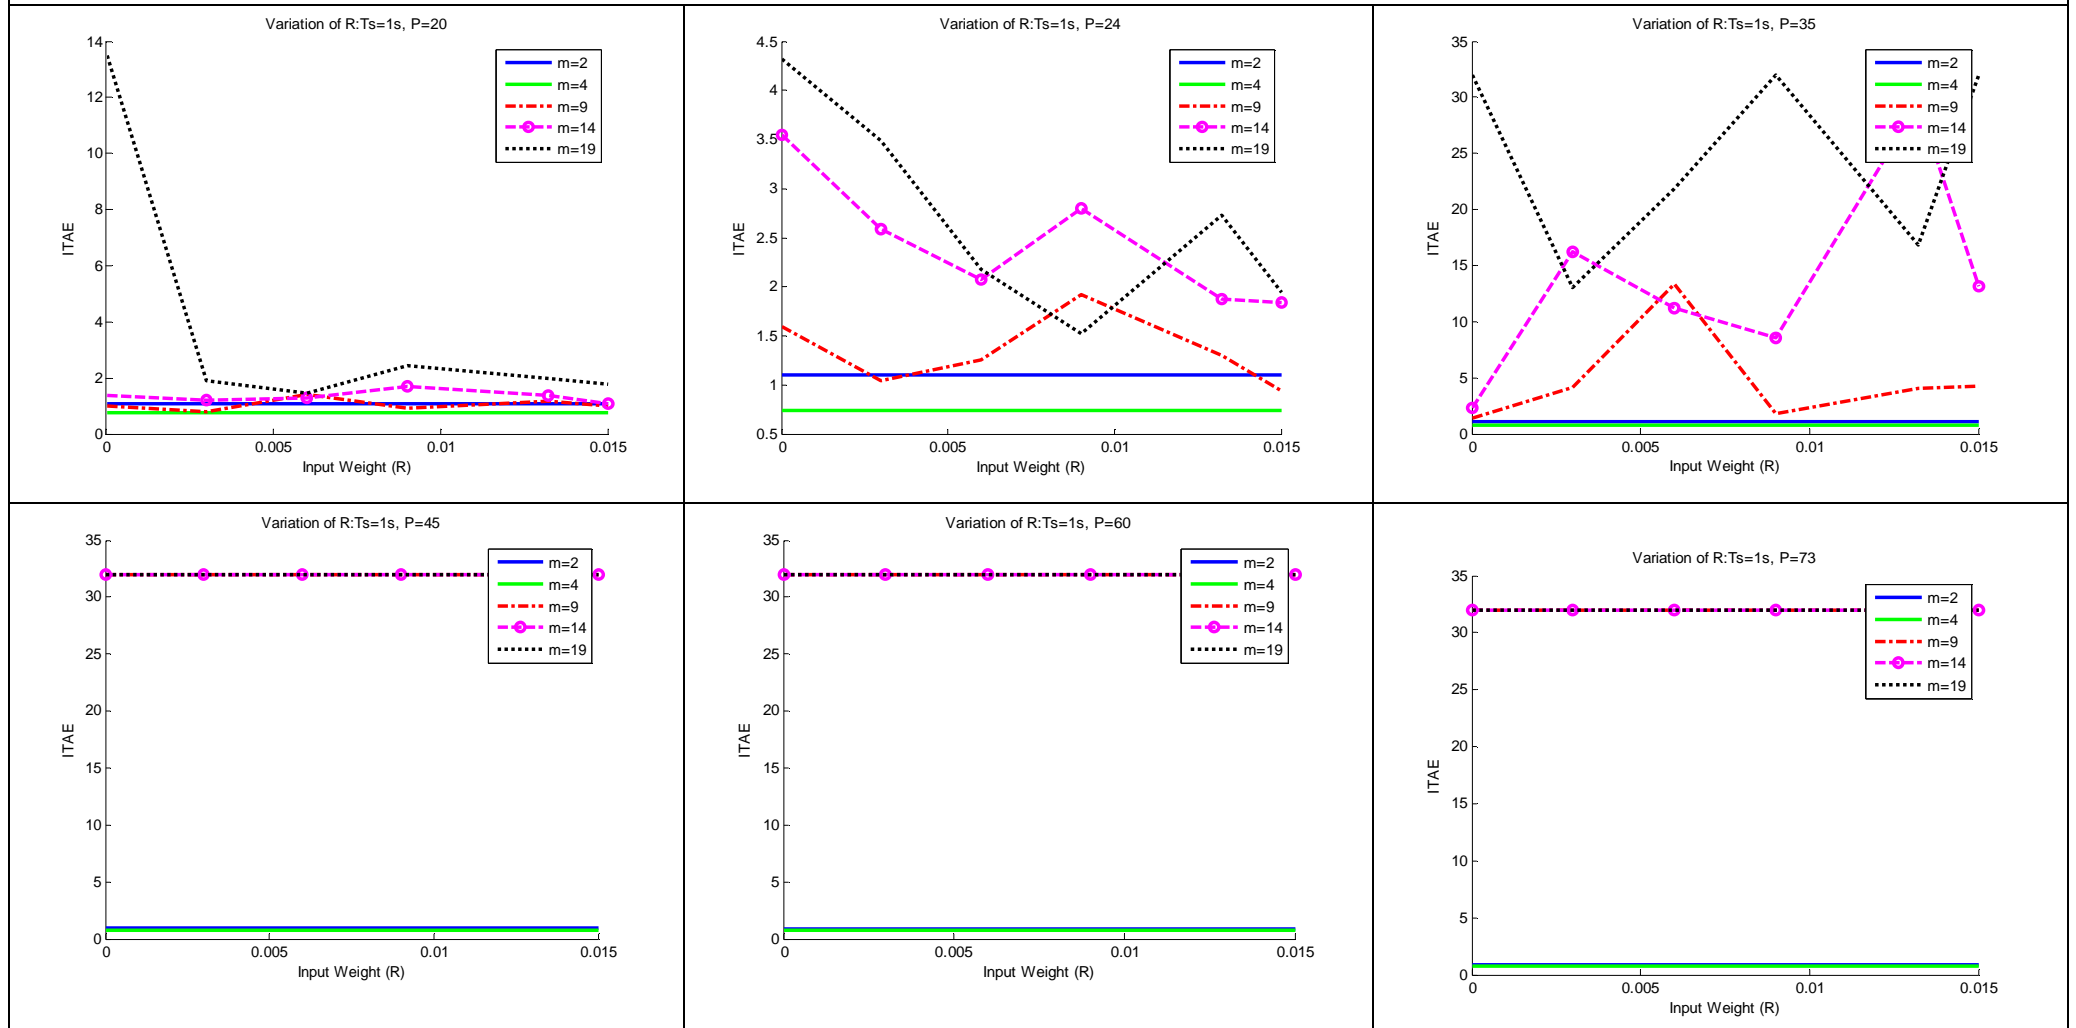 Variation of R:Ts=1s, P=20
14
12
10
8
6
4
2
0
ITAE
0 0.005 0.01 0.015
Input Weight (R)
m=2
m=4
m=9
m=14
m=19
Variation of R:Ts=1s, P=24
4.5
4
3.5
3
2.5
2
1.5
1
0.5
ITAE
0 0.005 0.01 0.015
Input Weight (R)
m=2
m=4
m=9
m=14
m=19
Variation of R:Ts=1s, P=35
35
30
25
20
15
10
5
0
ITAE
0 0.005 0.01 0.015
Input Weight (R)
m=2
m=4
m=9
m=14
m=19
Variation of R:Ts=1s, P=45
35
30
25
20
15
10
5
0
ITAE
0 0.005 0.01 0.015
Input Weight (R)
m=2
m=4
m=9
m=14
m=19
Variation of R:Ts=1s, P=60
35
30
25
20
15
10
5
0
ITAE
0 0.005 0.01 0.015
Input Weight (R)
m=2
m=4
m=9
m=14
m=19
Variation of R:Ts=1s, P=73
35
30
25
20
15
10
5
0
ITAE
0 0.005 0.01 0.015
Input Weight (R)
m=2
m=4
m=9
m=14
m=19